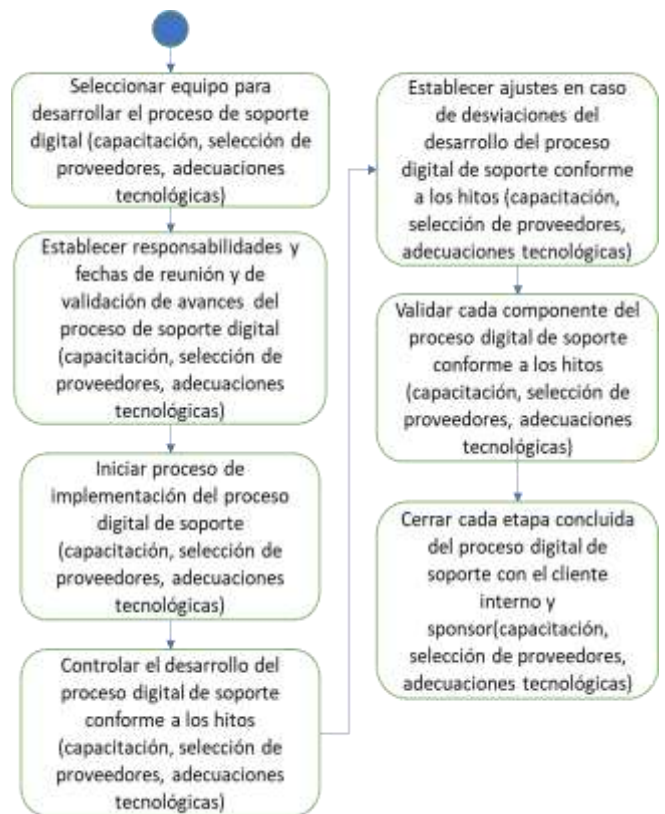 Seleccionar equipo para
desarrollar el proceso de soporte
digital (capacitación, selección de
proveedores, adecuaciones
tecnológicas)
Establecer responsabilidades y
fechas de reunión y de
validación de avances del
proceso de soporte digital
(capacitación, selección de
proveedores, adecuaciones
tecnológicas)
Iniciar proceso de
implementación del proceso
digital de soporte
(capacitación, selección de
proveedores, adecuaciones
tecnológicas)
Controlar el desarrollo del
proceso digital de soporte
conforme a los hitos
(capacitación, selección de
proveedores, adecuaciones
tecnológicas)
Establecer ajustes en caso
de desviaciones del
desarrollo del proceso
digital de soporte conforme
a los hitos (capacitación,
selección de proveedores,
adecuaciones tecnológicas)
Validar cada componente del
proceso digital de soporte
conforme a los hitos
(capacitación, selección de
proveedores, adecuaciones
tecnológicas)
Cerrar cada etapa concluida
del proceso digital de
soporte con el cliente
interno y
sponsor(capacitación,
selección de proveedores,
adecuaciones tecnológicas)